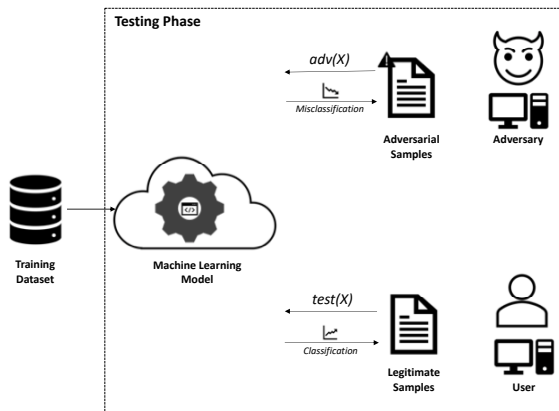 Testing Phase
adv(X)
Misclassification
Adversarial
Samples
Adversary
Training
Dataset
</>
Machine Learning
Model
test(X)
Classification
Legitimate
Samples
User